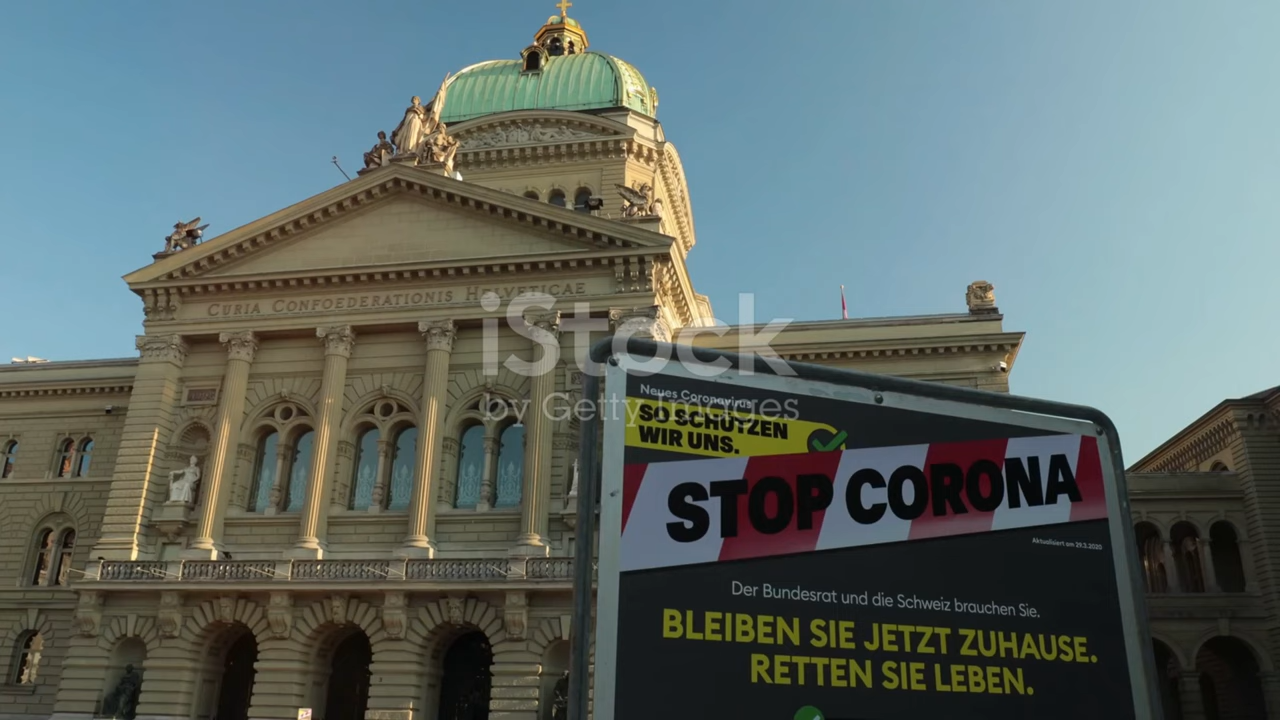 CURIA CONFOEDERATIONIS HELVETICAE
iStock
by Getty Images
Neues Coronavirus
SO SCHÜTZEN
WIR UNS.
STOP CORONA
Aktualisiert am 29.3.2020
Der Bundesrat und die Schweiz brauchen Sie.
BLEIBEN SIE JETZT ZUHAUSE.
RETTEN SIE LEBEN.